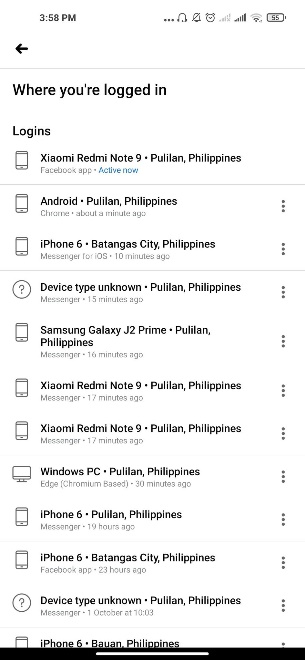 3:58 PM
55
Where you're logged in
Logins
Xiaomi Redmi Note 9 • Pulilan, Philippines
Facebook app • Active now
Android • Pulilan, Philippines
Chrome • about a minute ago
iPhone 6 • Batangas City, Philippines
Messenger for iOS • 10 minutes ago
Device type unknown • Pulilan, Philippines
Messenger • 15 minutes ago
Samsung Galaxy J2 Prime • Pulilan,
Philippines
Messenger • 16 minutes ago
Xiaomi Redmi Note 9 • Pulilan, Philippines
Messenger • 17 minutes ago
Xiaomi Redmi Note 9 • Pulilan, Philippines
Messenger • 17 minutes ago
Windows PC • Pulilan, Philippines
Edge (Chromium Based) • 30 minutes ago
iPhone 6 • Pulilan, Philippines
Messenger • 19 hours ago
iPhone 6 • Batangas City, Philippines
Facebook app • 23 hours ago
Device type unknown • Pulilan, Philippines
Messenger • 1 October at 10:03
iPhone 6 • Bauan, Philippines